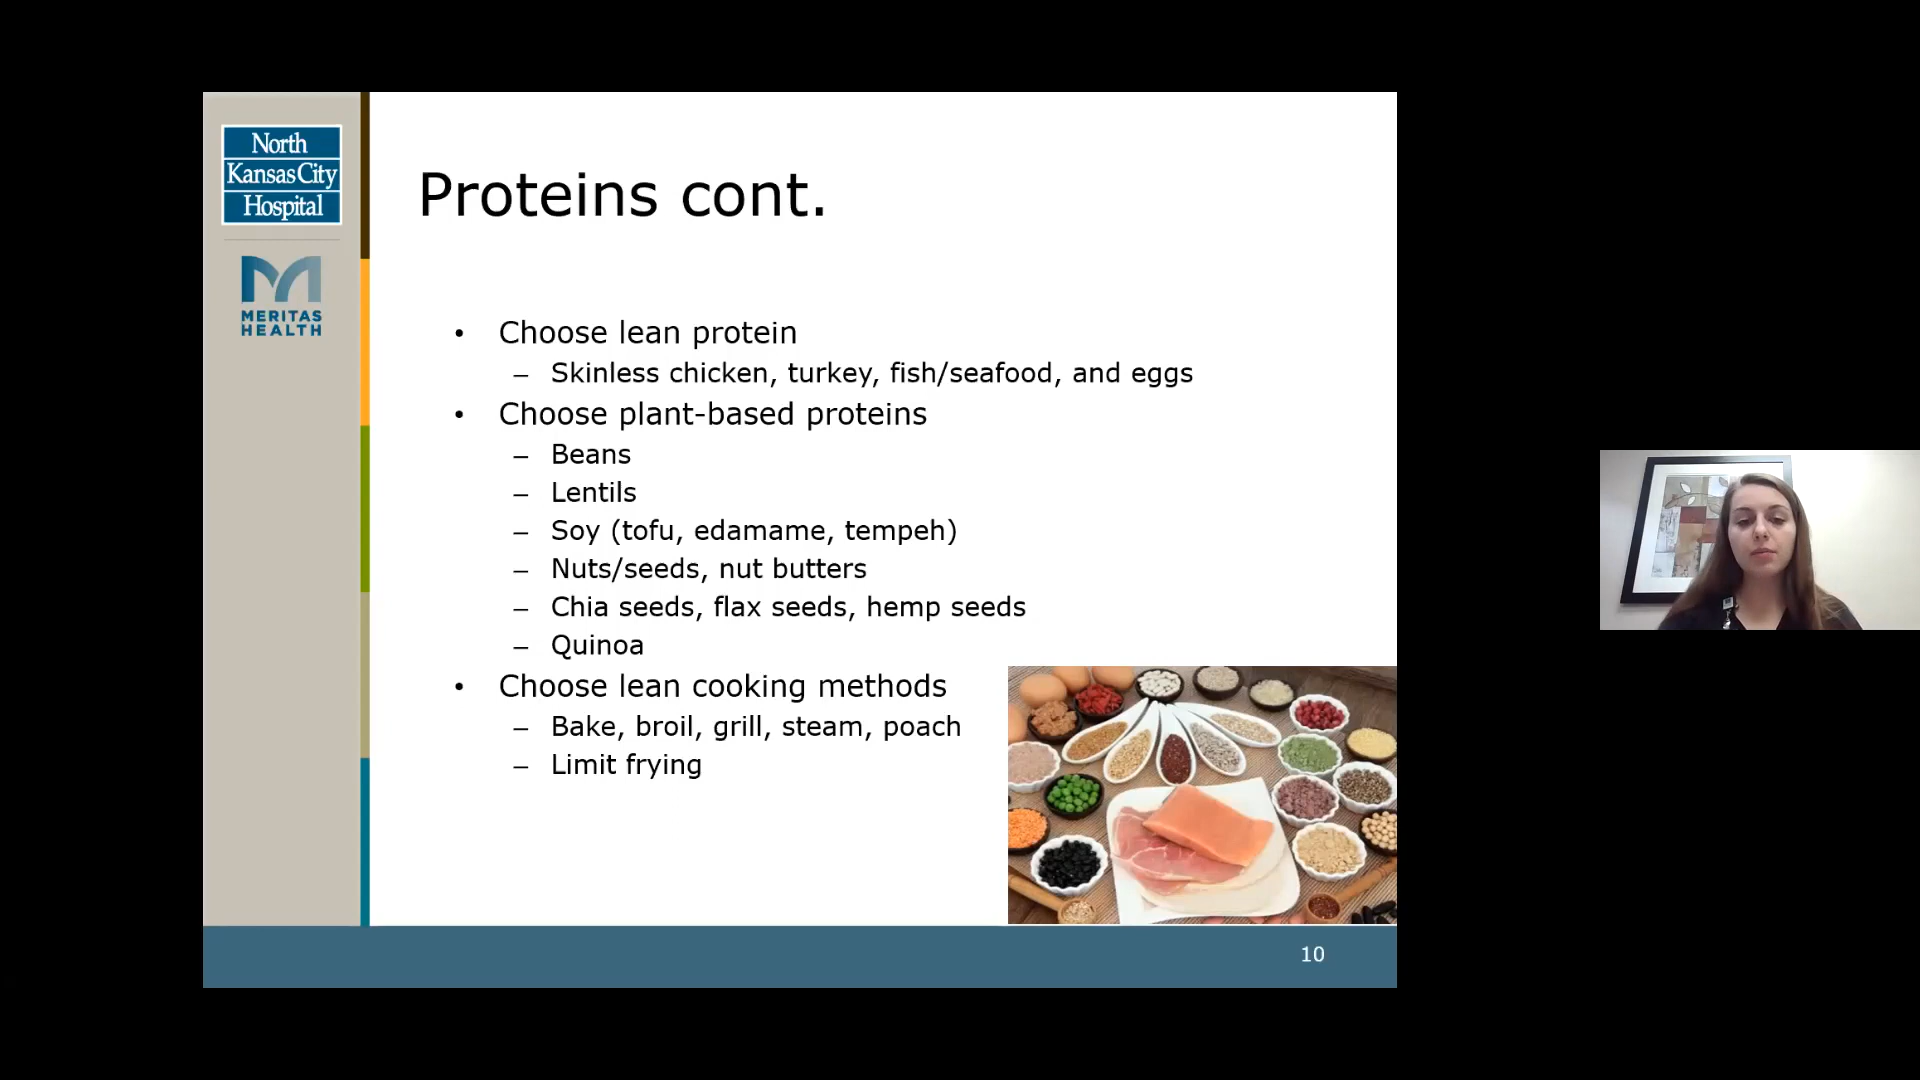 North
Kansas City
Hospital
MERITAS
HEALTH
Proteins cont.
• Choose lean protein
– Skinless chicken, turkey, fish/seafood, and eggs
• Choose plant-based proteins
– Beans
– Lentils
– Soy (tofu, edamame, tempeh)
– Nuts/seeds, nut butters
– Chia seeds, flax seeds, hemp seeds
– Quinoa
• Choose lean cooking methods
– Bake, broil, grill, steam, poach
– Limit frying
10